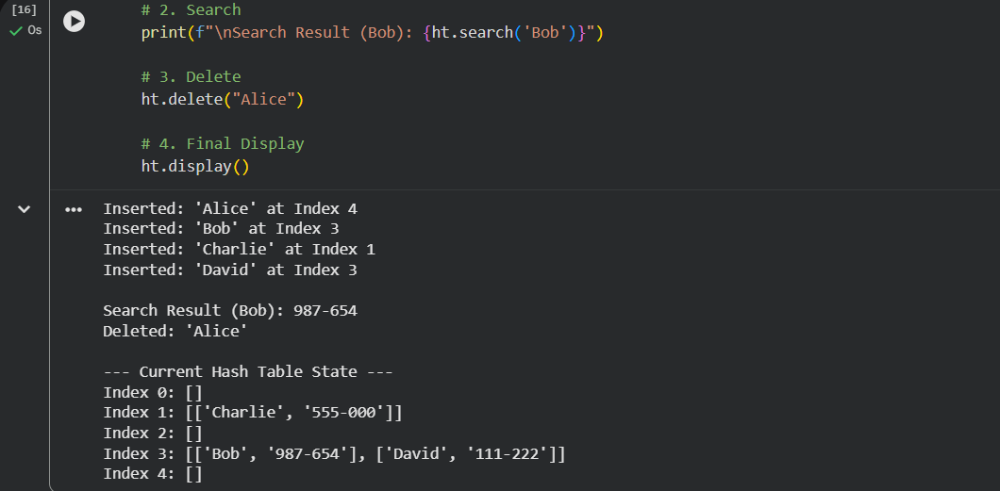 [16]
0s
# 2. Search
print(f"\nSearch Result (Bob): {ht.search('Bob')}")
# 3. Delete
ht.delete("Alice")
# 4. Final Display
ht.display()
Inserted: 'Alice' at Index 4
Inserted: 'Bob' at Index 3
Inserted: 'Charlie' at Index 1
Inserted: 'David' at Index 3
Search Result (Bob): 987-654
Deleted: 'Alice'
--- Current Hash Table State ---
Index 0: []
Index 1: [['Charlie', '555-000']]
Index 2: []
Index 3: [['Bob', '987-654'], ['David', '111-222']]
Index 4: []